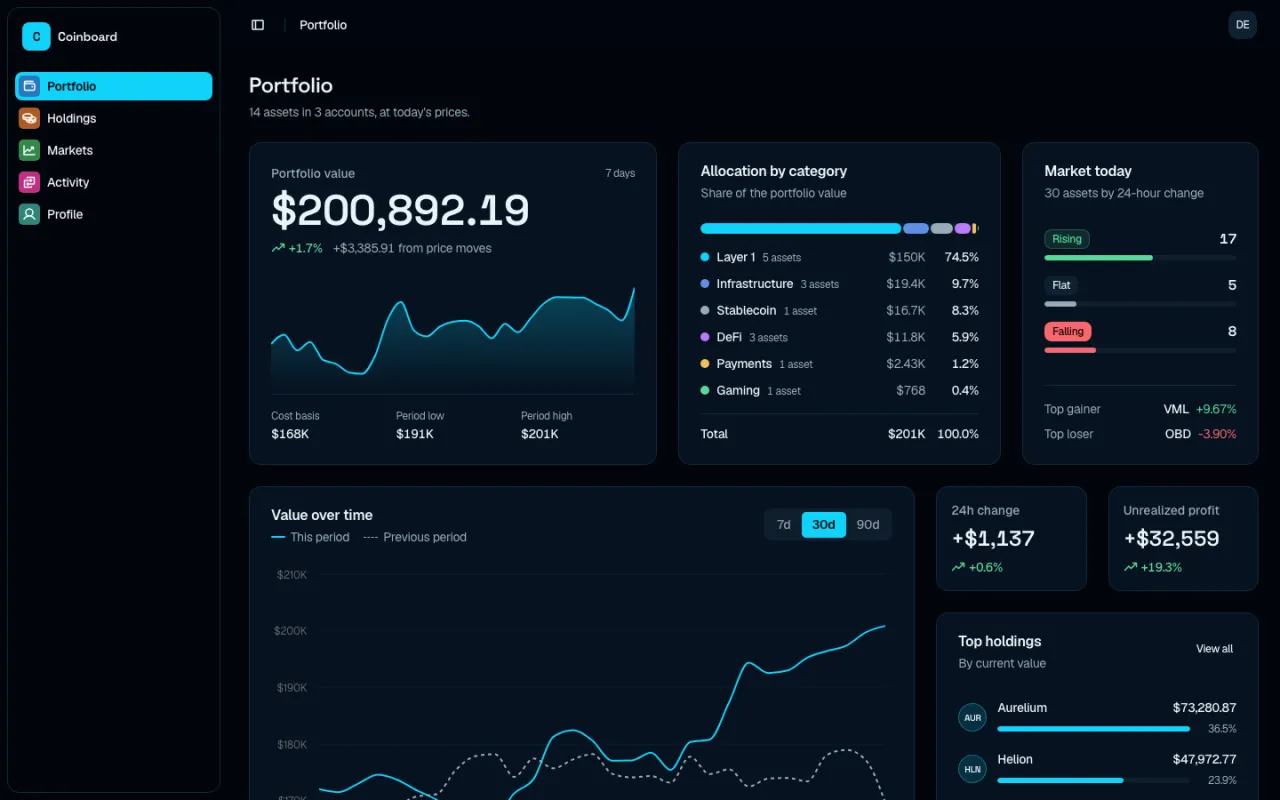 C Coinboard
Portfolio
Holdings
Markets
Activity
Profile
Portfolio
DE
Portfolio
14 assets in 3 accounts, at today's prices.
Portfolio value
7 days
$200,892.19
+1.7% +$3,385.91 from price moves
Cost basis
$168K
Period low
$191K
Period high
$201K
Allocation by category
Share of the portfolio value
Layer 1 5 assets $150K 74.5%
Infrastructure 3 assets $19.4K 9.7%
Stablecoin 1 asset $16.7K 8.3%
DeFi 3 assets $11.8K 5.9%
Payments 1 asset $2.43K 1.2%
Gaming 1 asset $768 0.4%
Total $201K 100.0%
Market today
30 assets by 24-hour change
Rising 17
Flat 5
Falling 8
Top gainer VML +9.67%
Top loser OBD -3.90%
Value over time
This period Previous period
7d 30d 90d
$210K
$200K
$190K
$180K
$170K
24h change
+$1,137
+0.6%
Unrealized profit
+$32,559
+19.3%
Top holdings
By current value
View all
AUR Aurelium $73,280.87
36.5%
HLN Helion $47,972.77
23.9%